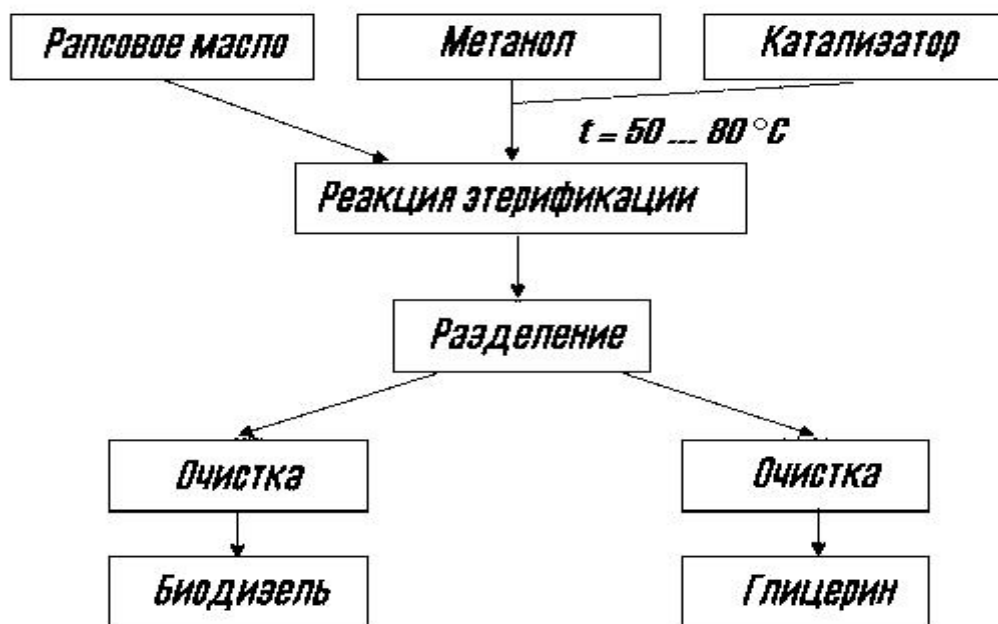 Рапсовое масло
Метанол
Катализатор
t = 50 ... 80 °C
Реакция этерификации
Разделение
Очистка
Очистка
Биодизель
Глицерин